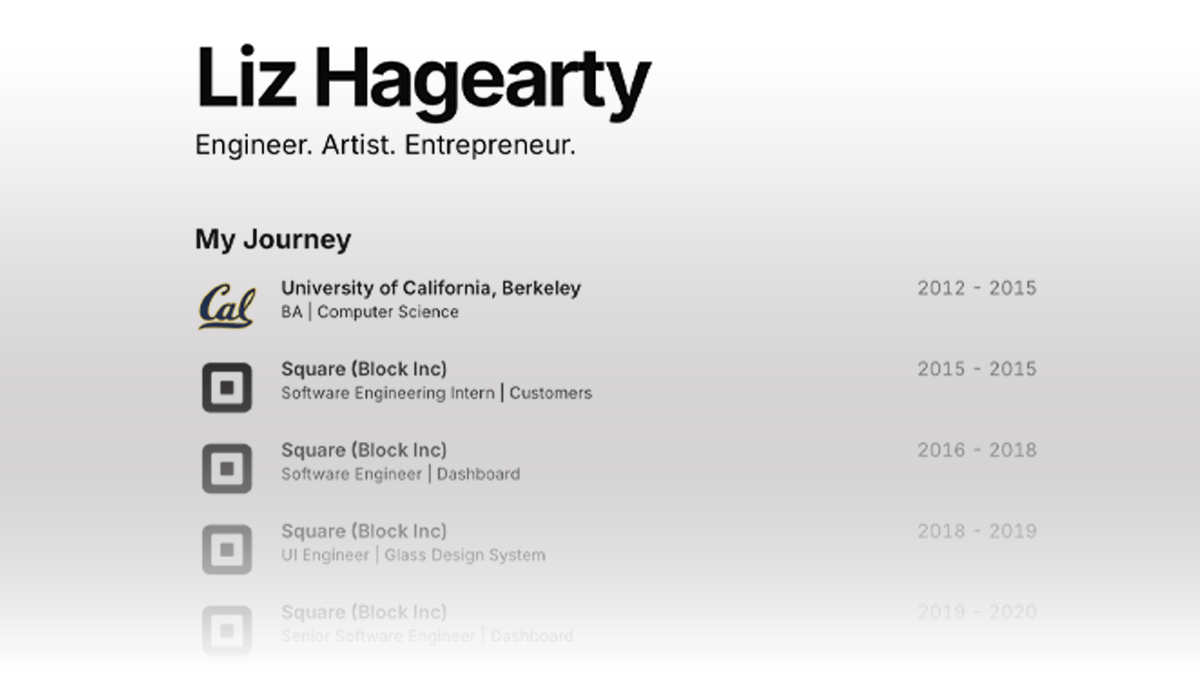 Liz Hagearty
Engineer. Artist. Entrepreneur.
My Journey
Cal
University of California, Berkeley
2012 - 2015
BA | Computer Science
Square (Block Inc)
2015 - 2015
Software Engineering Intern | Customers
Square (Block Inc)
2016 - 2018
Software Engineer | Dashboard
Square (Block Inc)
2018 - 2019
UI Engineer | Glass Design System
Square (Block Inc)
2019 - 2020
Senior Software Engineer | Dashboard